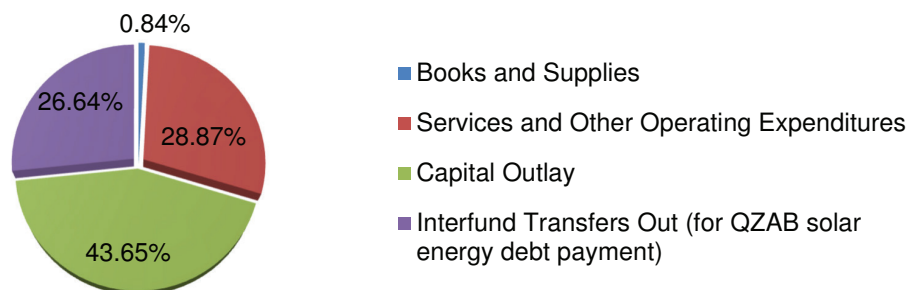 0.84%
26.64%
28.87%
43.65%
Books and Supplies
Services and Other Operating Expenditures
Capital Outlay
Interfund Transfers Out (for QZAB solar
energy debt payment)